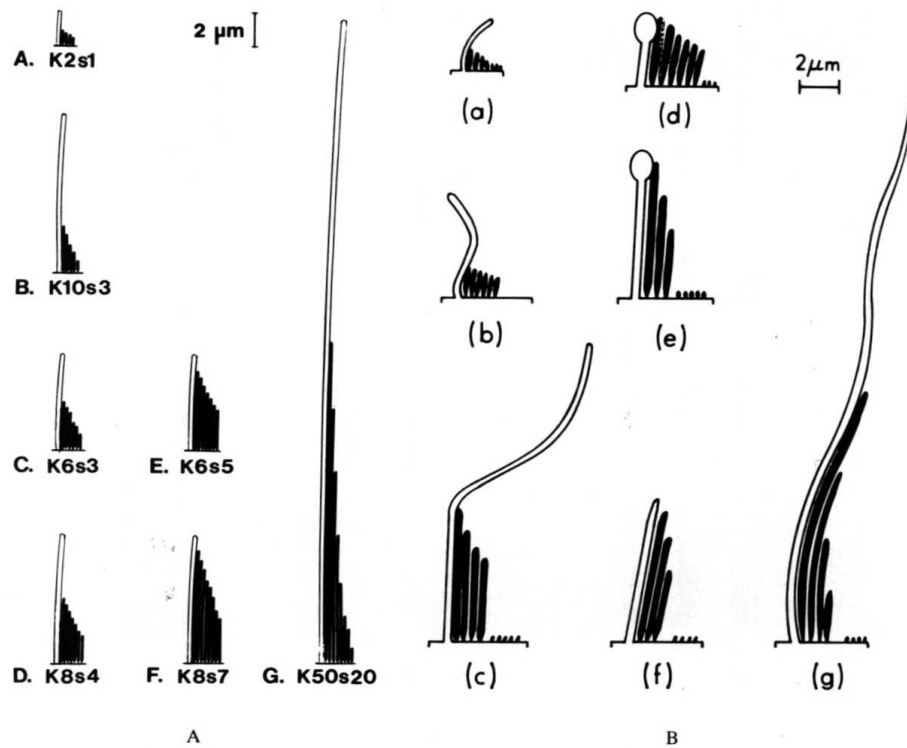 A. K2s1
2 µm
B. K10s3
C. K6s3
E. K6s5
D. K8s4
F. K8s7
G. K50s20
A
(a)
(d)
2µm
(b)
(e)
(c)
(f)
(g)
B